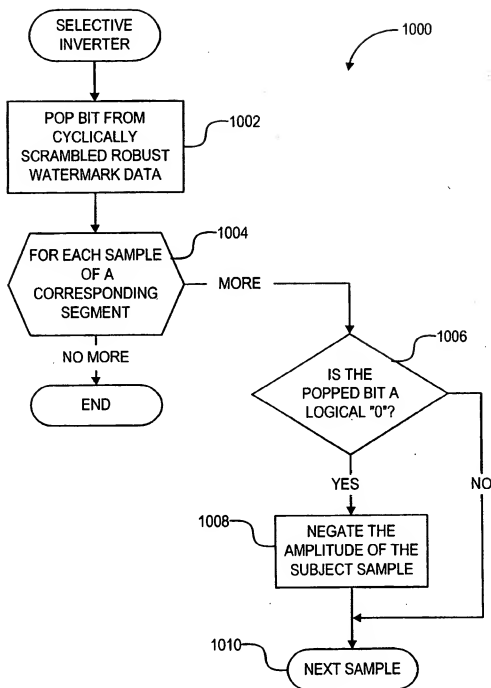 SELECTIVE
INVERTER
1000
POP BIT FROM
CYCLICALLY
SCRAMBLED ROBUST
WATERMARK DATA
1002
1004
FOR EACH SAMPLE
OF A
CORRESPONDING
SEGMENT
MORE
NO MORE
END
1006
IS THE
POPPED BIT A
LOGICAL "0"?
YES
NO
1008
NEGATE THE
AMPLITUDE OF THE
SUBJECT SAMPLE
1010
NEXT SAMPLE